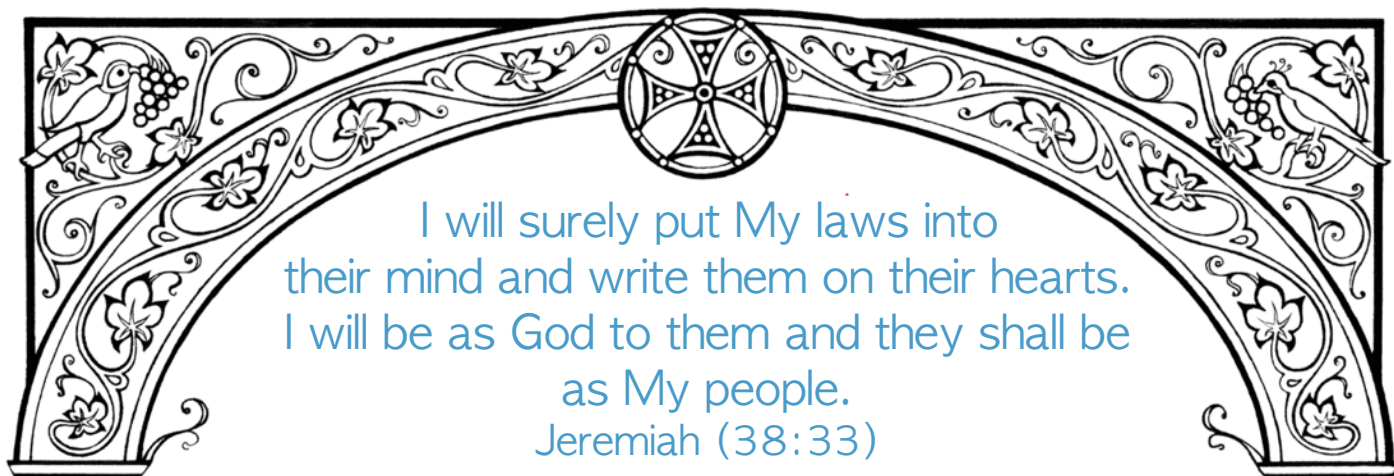 I will surely put My laws into
their mind and write them on their hearts.
I will be as God to them and they shall be
as My people.
Jeremiah (38:33)